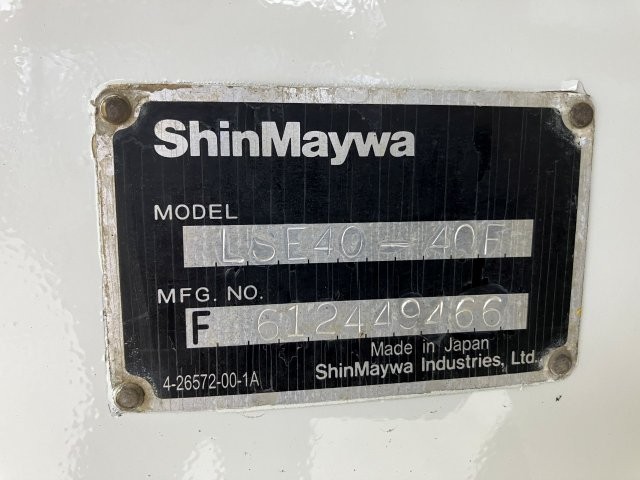 ShinMaywa
MODEL
LSE40-40F
MFG. NO.
F 612449466
Made in Japan
4-26572-00-1A
ShinMaywa Industries, Ltd.